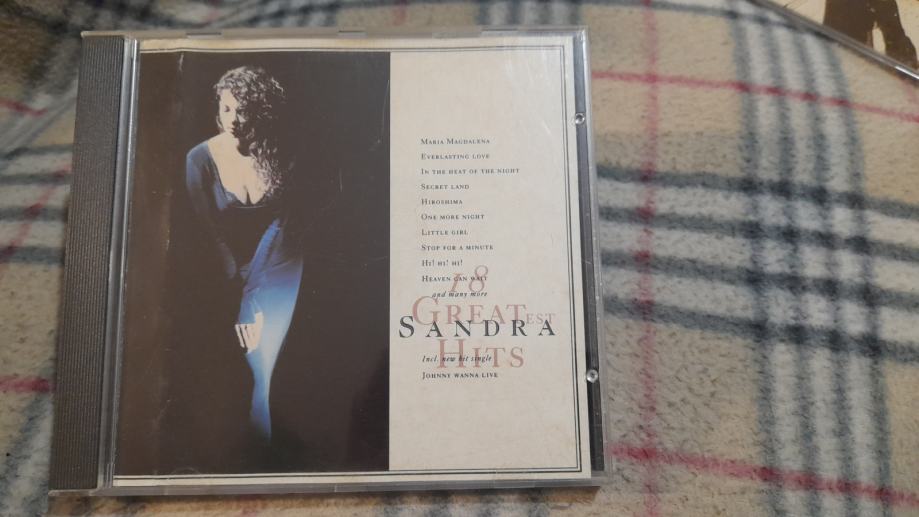 Maria Magdalena
Everlasting love
In the heat of the night
Secret land
Hiroshima
One more night
Little girl
Stop for a minute
Hi! hi! hi!
Heaven can wait
and many more
18
Greatest
SANDRA
Hits
Incl. new hit single
Johnny wanna live